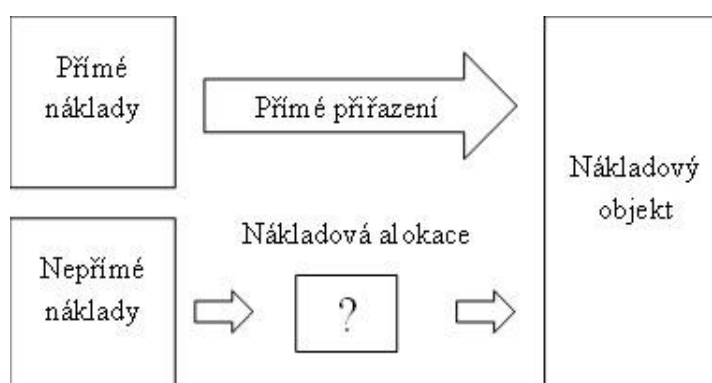 Přímé
náklady
Přímé přiřazení
Nákladový
objekt
Nákladová alokace
Nepřímé
náklady
?